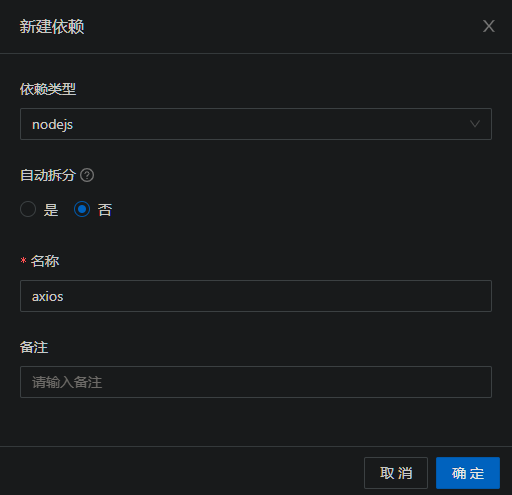 新建依赖
依赖类型
nodejs
自动拆分
是 否
* 名称
axios
备注
请输入备注
取消 确定